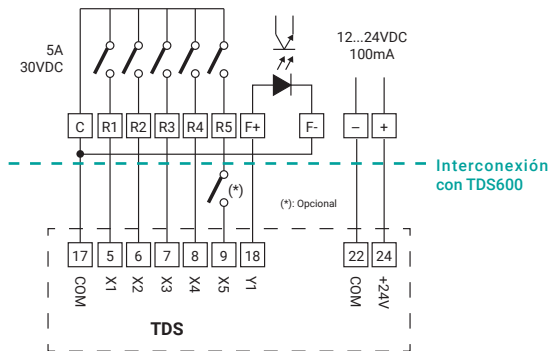 5A
30VDC
12...24VDC
100mA
C R1 R2 R3 R4 R5 F+ F- – +
Interconexión
con TDS600
(*)
(*): Opcional
17 5 6 7 8 9 18 22 24
COM X1 X2 X3 X4 X5 Y1 COM +24V
TDS